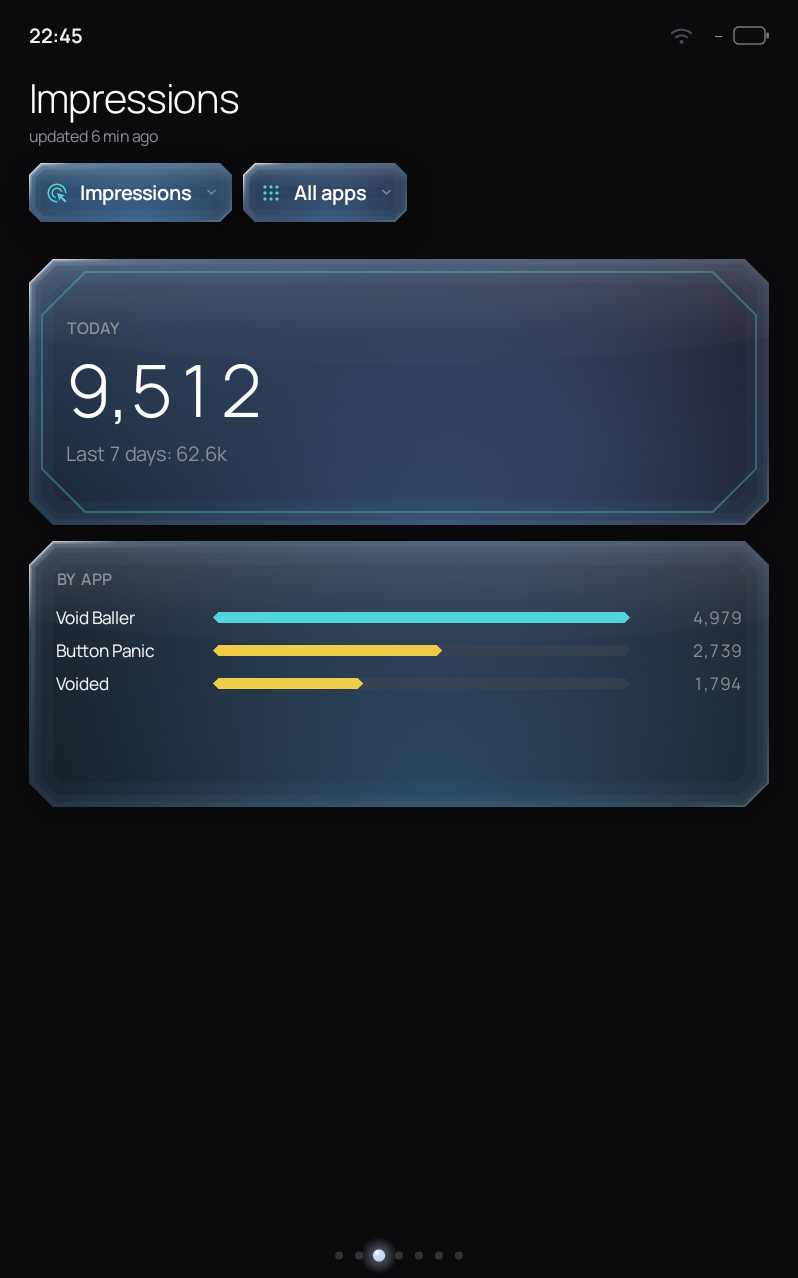 22:45
–
Impressions
updated 6 min ago
Impressions
All apps
TODAY
9,512
Last 7 days: 62.6k
BY APP
Void Baller 4,979
Button Panic 2,739
Voided 1,794